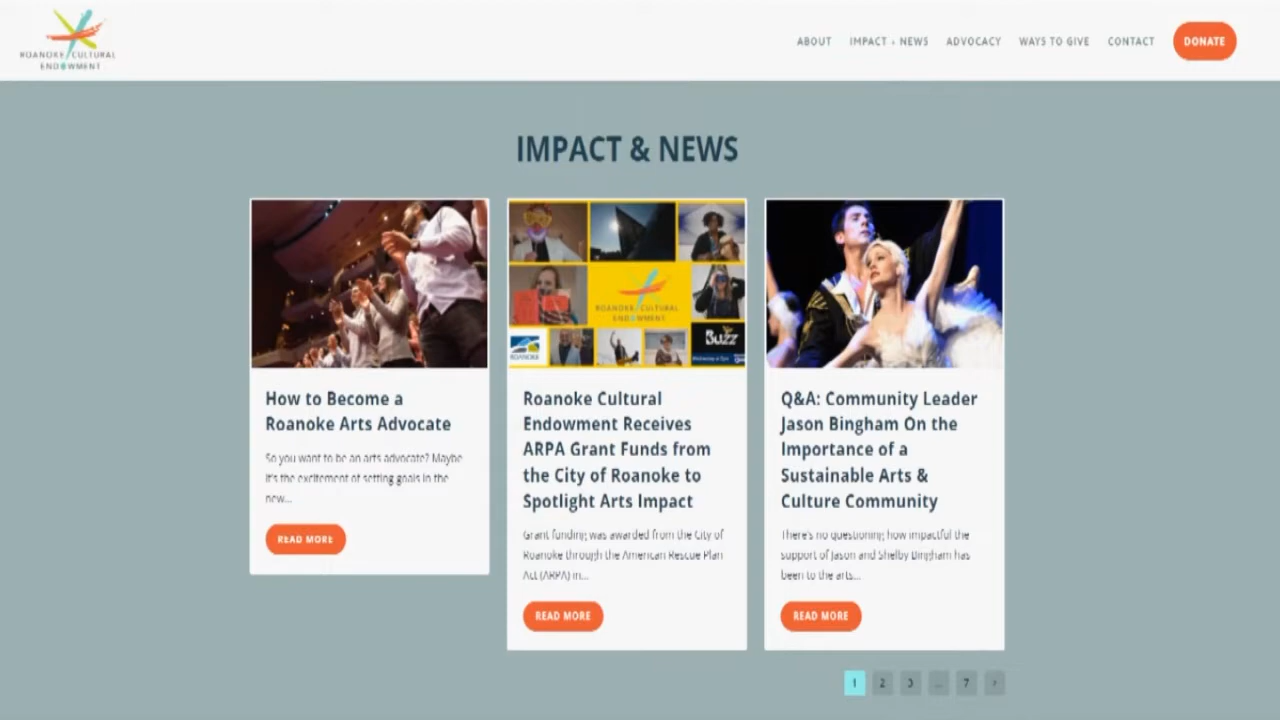 ROANOKE CULTURAL
ENDOWMENT
ABOUT
IMPACT + NEWS
ADVOCACY
WAYS TO GIVE
CONTACT
DONATE
IMPACT & NEWS
ROANOKE CULTURAL
ENDOWMENT
ROANOKE
Buzz
How to Become a
Roanoke Arts Advocate
So you want to be an arts advocate? Maybe
it's the excitement of setting goals in the
new...
READ MORE
Roanoke Cultural
Endowment Receives
ARPA Grant Funds from
the City of Roanoke to
Spotlight Arts Impact
Grant funding was awarded from the City of
Roanoke through the American Rescue Plan
Act (ARPA) in...
READ MORE
Q&A: Community Leader
Jason Bingham On the
Importance of a
Sustainable Arts &
Culture Community
There's no questioning how impactful the
support of Jason and Shelby Bingham has
been to the arts...
READ MORE
1 2 3 ... 7 ›